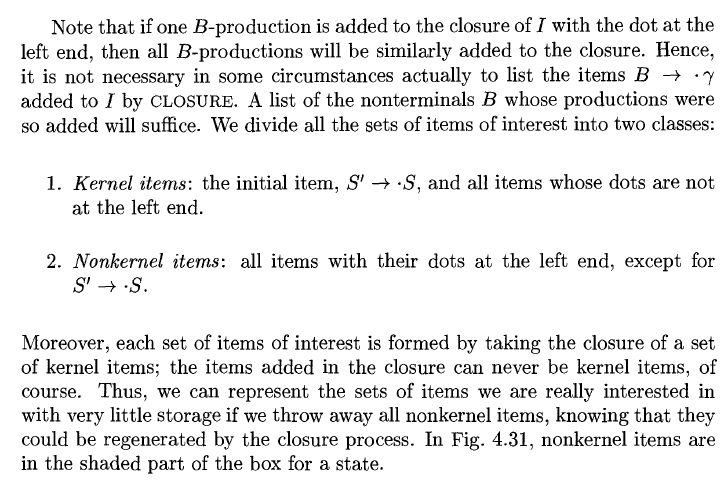 Note that if one B-production is added to the closure of I with the dot at the
left end, then all B-productions will be similarly added to the closure. Hence,
it is not necessary in some circumstances actually to list the items B → ·γ
added to I by CLOSURE. A list of the nonterminals B whose productions were
so added will suffice. We divide all the sets of items of interest into two classes:
1. Kernel items: the initial item, S′ → ·S, and all items whose dots are not
at the left end.
2. Nonkernel items: all items with their dots at the left end, except for
S′ → ·S.
Moreover, each set of items of interest is formed by taking the closure of a set
of kernel items; the items added in the closure can never be kernel items, of
course. Thus, we can represent the sets of items we are really interested in
with very little storage if we throw away all nonkernel items, knowing that they
could be regenerated by the closure process. In Fig. 4.31, nonkernel items are
in the shaded part of the box for a state.